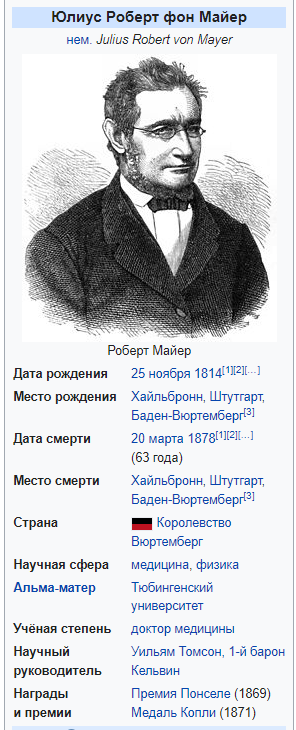 Юлиус Роберт фон Майер
нем. Julius Robert von Mayer
Роберт Майер
Дата рождения 25 ноября 1814[1][2][…]
Место рождения Хайльбронн, Штутгарт,
Баден-Вюртемберг[3]
Дата смерти 20 марта 1878[1][2][…]
(63 года)
Место смерти Хайльбронн, Штутгарт,
Баден-Вюртемберг[3]
Страна Королевство
Вюртемберг
Научная сфера медицина, физика
Альма-матер Тюбингенский
университет
Учёная степень доктор медицины
Научный Уильям Томсон, 1-й барон
руководитель Кельвин
Награды Премия Понселе (1869)
и премии Медаль Копли (1871)